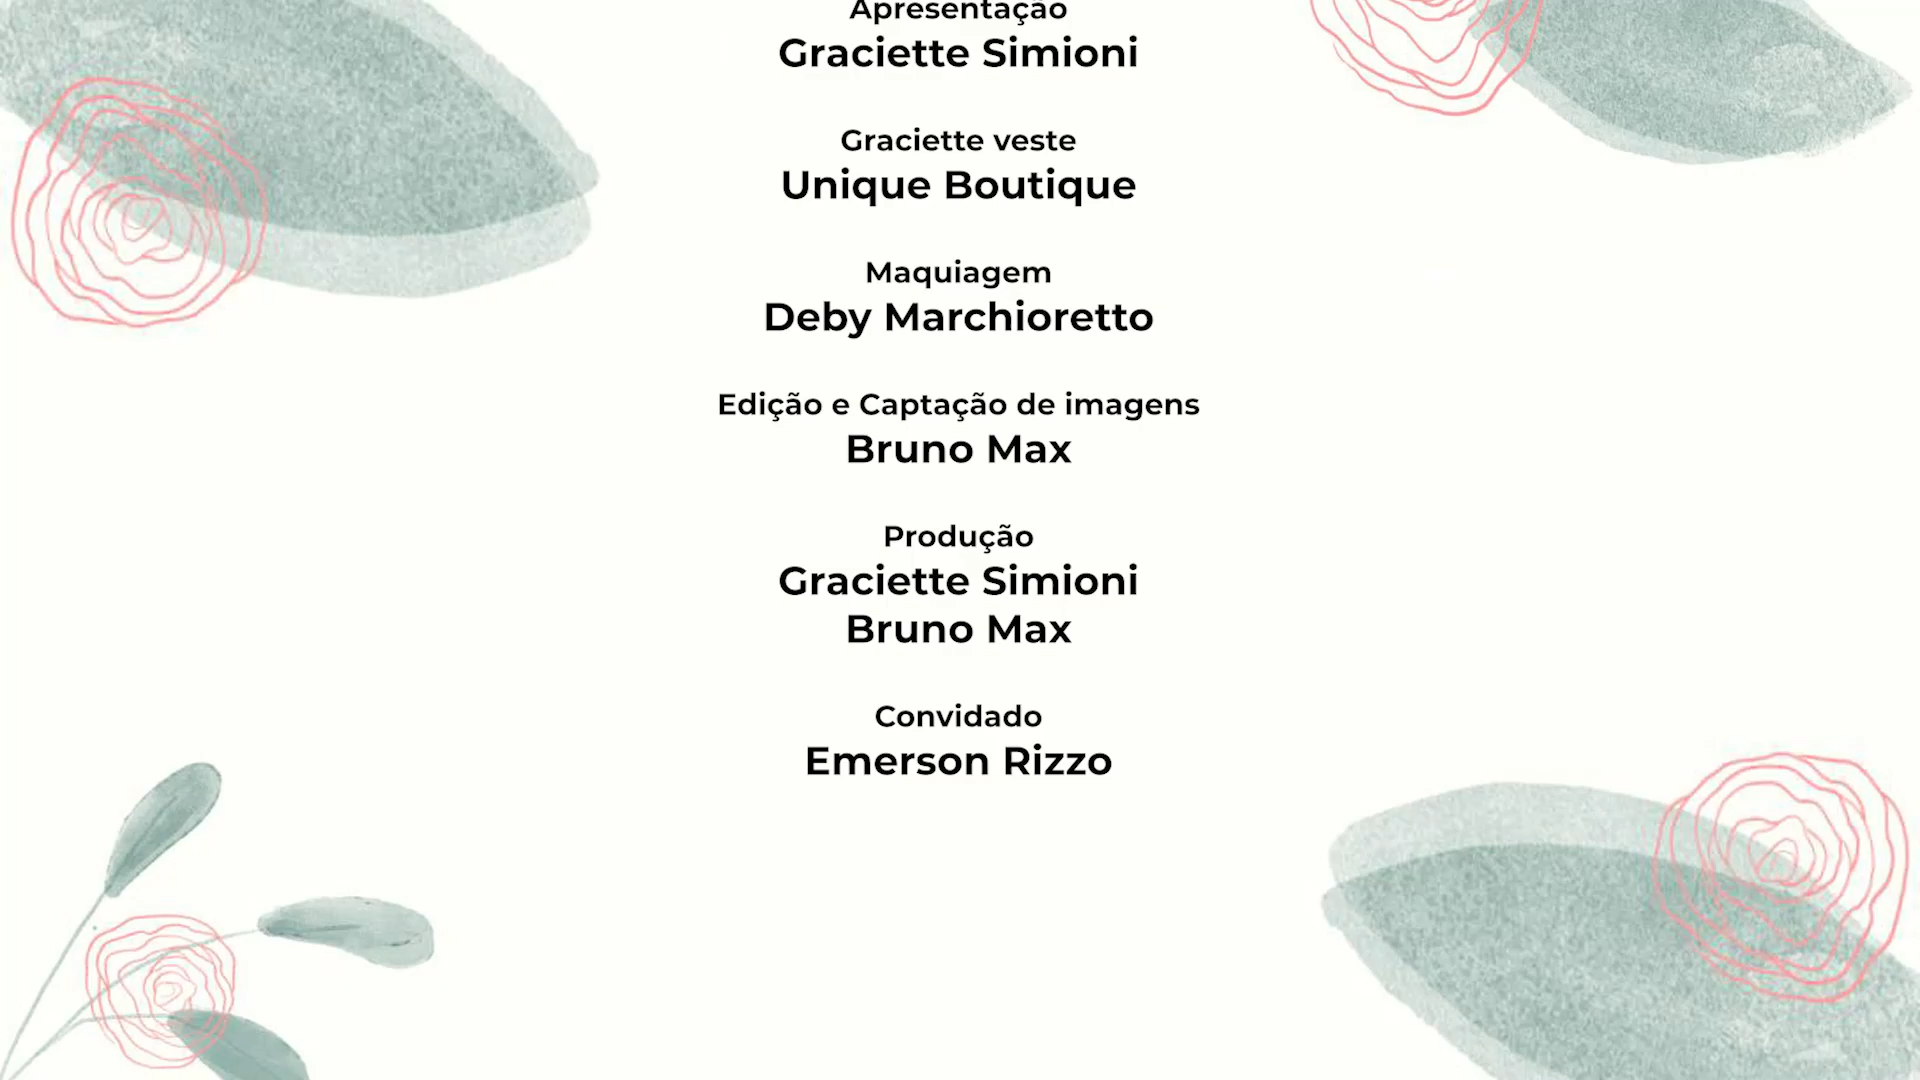 Apresentação
Graciette Simioni
Graciette veste
Unique Boutique
Maquiagem
Deby Marchioretto
Edição e Captação de imagens
Bruno Max
Produção
Graciette Simioni
Bruno Max
Convidado
Emerson Rizzo